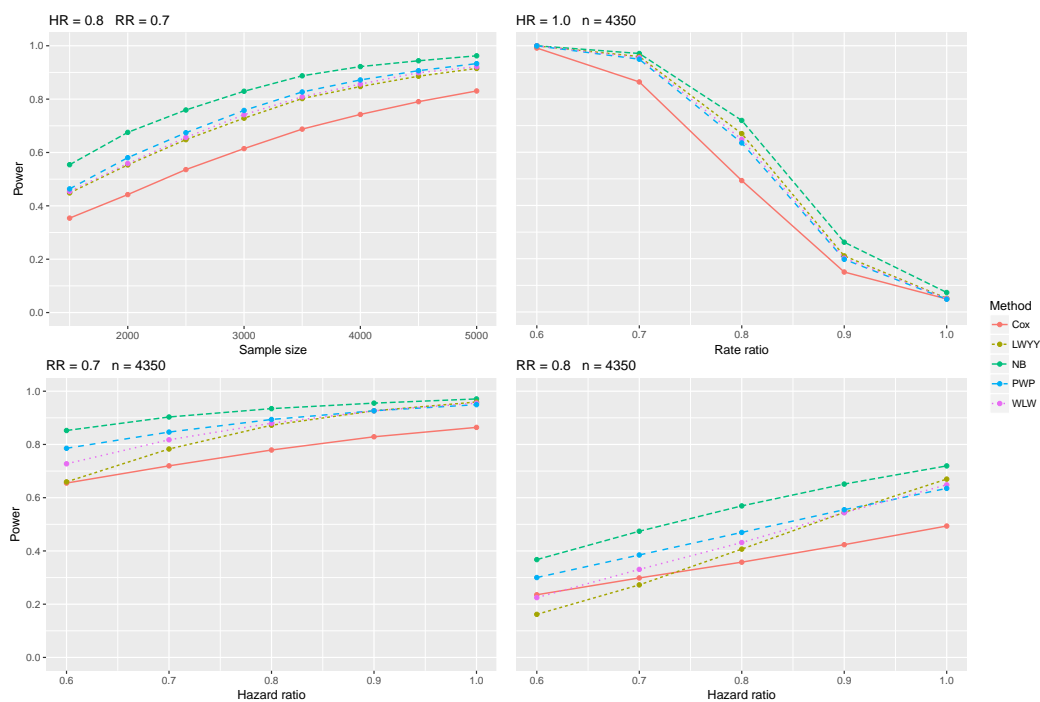 HR = 0.8 RR = 0.7
HR = 1.0 n = 4350
1.0
0.8
0.6
0.4
0.2
0.0
Power
2000
3000
4000
5000
Sample size
0.6
0.7
0.8
0.9
1.0
Rate ratio
Method
Cox
LWYY
NB
PWP
WLW
RR = 0.7 n = 4350
RR = 0.8 n = 4350
1.0
0.8
0.6
0.4
0.2
0.0
Power
0.6
0.7
0.8
0.9
1.0
Hazard ratio
0.6
0.7
0.8
0.9
1.0
Hazard ratio